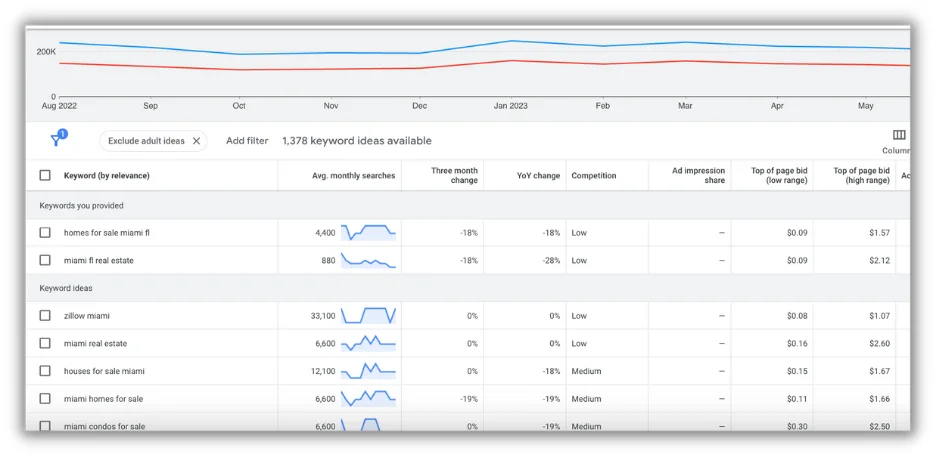 200K
0
Aug 2022 Sep Oct Nov Dec Jan 2023 Feb Mar Apr May
1
Exclude adult ideas X Add filter 1,378 keyword ideas available
Column
Keyword (by relevance) Avg. monthly searches Three month change YoY change Competition Ad impression share Top of page bid (low range) Top of page bid (high range) Ac
Keywords you provided
homes for sale miami fl 4,400 -18% -18% Low – $0.09 $1.57
miami fl real estate 880 -18% -28% Low – $0.09 $2.12
Keyword ideas
zillow miami 33,100 0% 0% Low – $0.08 $1.07
miami real estate 6,600 0% 0% Low – $0.16 $2.60
houses for sale miami 12,100 0% -18% Medium – $0.15 $1.67
miami homes for sale 6,600 -19% -19% Medium – $0.11 $1.66
miami condos for sale 6,600 0% -19% Medium – $0.30 $2.50